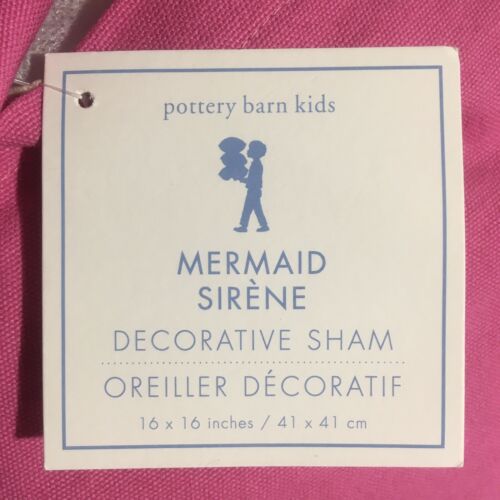 pottery barn kids
MERMAID
SIRÈNE
DECORATIVE SHAM
OREILLER DÉCORATIF
16 x 16 inches / 41 x 41 cm